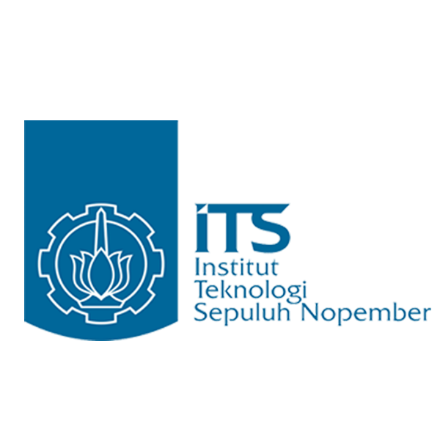 iTS
Institut
Teknologi
Sepuluh Nopember